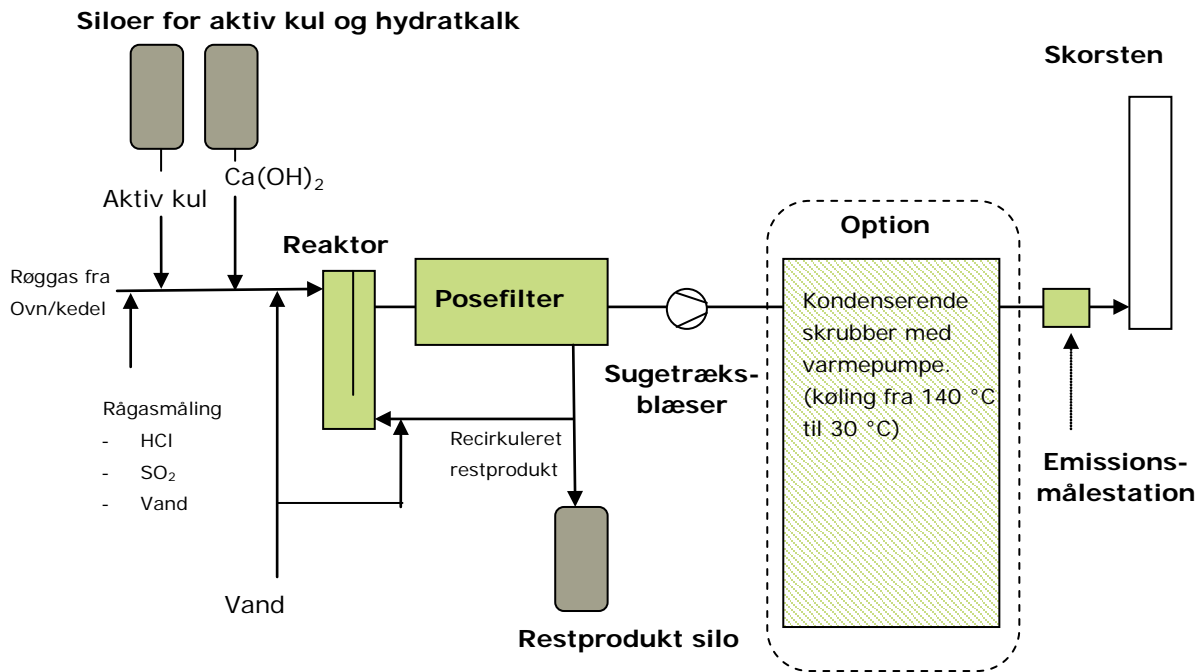 Siloer for aktiv kul og hydratkalk
Skorsten
Ca(OH)₂
Aktiv kul
Option
Reaktor
Røggas fra
Ovn/kedel
Posefilter
Kondenserende
skrubber med
varmepumpe.
(køling fra 140 °C
til 30 °C)
Sugetræks-
blæser
Rågasmåling
- HCl
- SO₂
- Vand
Recirkuleret
restprodukt
Emissions-
målestation
Vand
Restprodukt silo